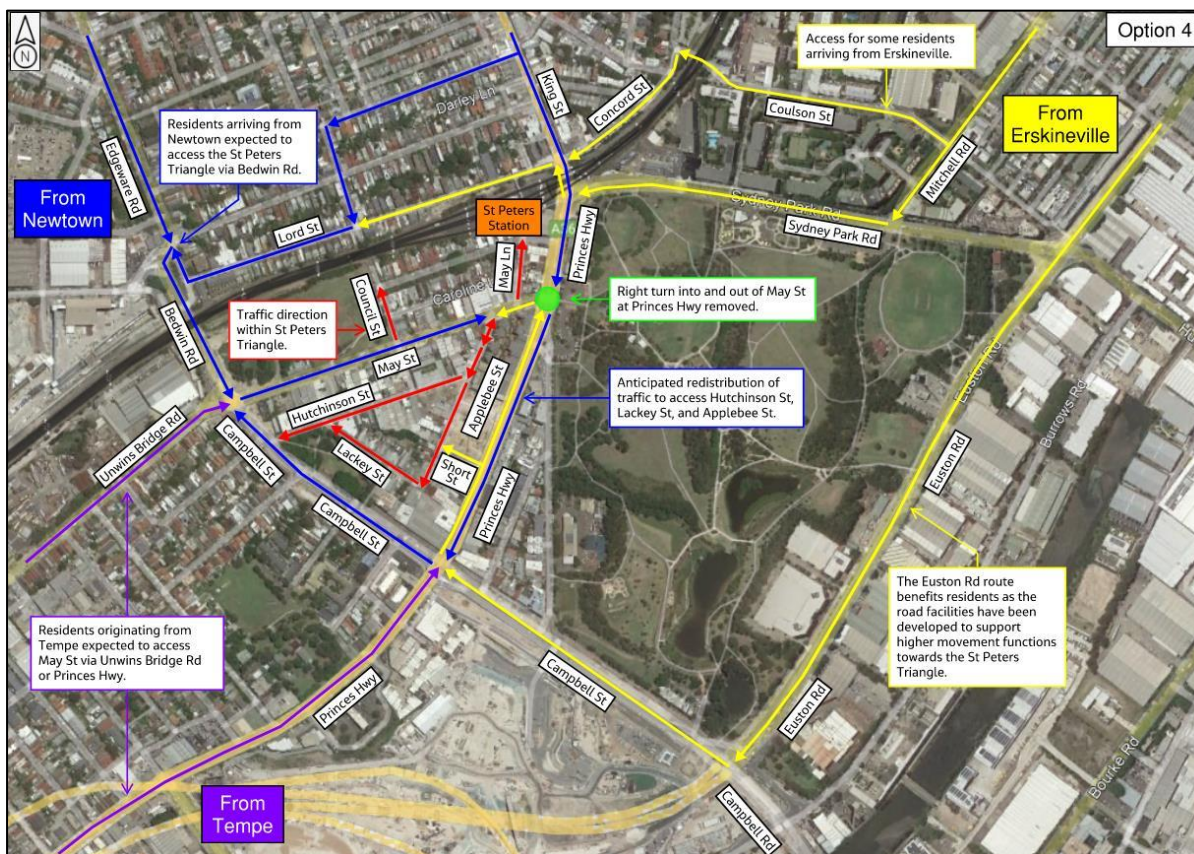 Option 4
N
Access for some residents
arriving from Erskineville.
From
Erskineville
King St
Concord St
Coulson St
Darley Ln
Residents arriving from
Newtown expected to
access the St Peters
Triangle via Bedwin Rd.
Edgeware Rd
Mitchell Rd
From
Newtown
Sydney Park Rd
Sydney Park Rd
St Peters
Station
Lord St
Princes Hwy
May Ln
Caroline
Council St
Right turn into and out of May St
at Princes Hwy removed.
Traffic direction
within St Peters
Triangle.
Bedwin Rd
May St
Euston Rd
Burrows Rd
Applebee St
Hutchinson St
Anticipated redistribution of
traffic to access Hutchinson St,
Lackey St, and Applebee St.
Unwins Bridge Rd
Campbell St
Lackey St
Short
St
Princes Hwy
Euston Rd
Campbell St
The Euston Rd route
benefits residents as the
road facilities have been
developed to support
higher movement functions
towards the St Peters
Triangle.
Residents originating from
Tempe expected to access
May St via Unwins Bridge Rd
or Princes Hwy.
Princes Hwy
Campbell St
Euston Rd
Bourke Rd
From
Tempe
Campbell Rd